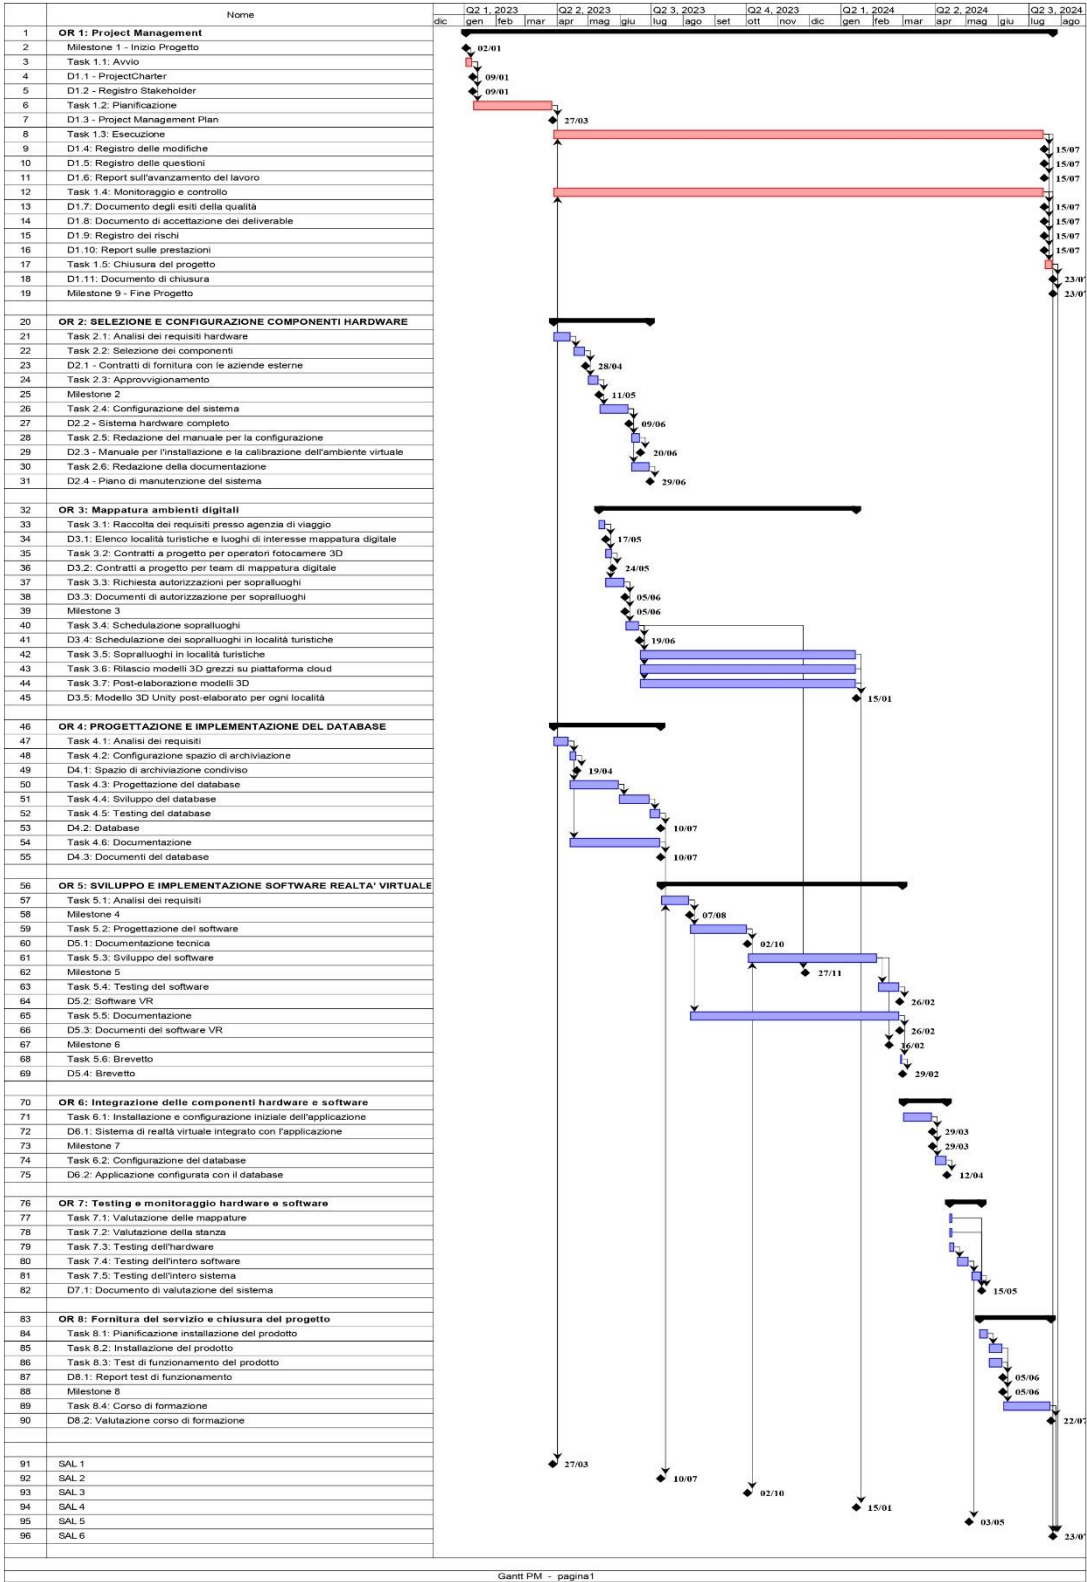 Nome
Q2 1, 2023 Q2 2, 2023 Q2 3, 2023 Q2 4, 2023 Q2 1, 2024 Q2 2, 2024 Q2 3, 2024
dic gen feb mar apr mag giu lug ago set ott nov dic gen feb mar apr mag giu lug ago
1 OR 1: Project Management
2 Milestone 1 - Inizio Progetto 02/01
3 Task 1.1: Avvio
4 D1.1 - ProjectCharter 09/01
5 D1.2 - Registro Stakeholder 09/01
6 Task 1.2: Pianificazione
7 D1.3 - Project Management Plan 27/03
8 Task 1.3: Esecuzione
9 D1.4: Registro delle modifiche 15/07
10 D1.5: Registro delle questioni 15/07
11 D1.6: Report sull'avanzamento del lavoro 15/07
12 Task 1.4: Monitoraggio e controllo
13 D1.7: Documento degli esiti della qualità 15/07
14 D1.8: Documento di accettazione dei deliverable 15/07
15 D1.9: Registro dei rischi 15/07
16 D1.10: Report sulle prestazioni 15/07
17 Task 1.5: Chiusura del progetto
18 D1.11: Documento di chiusura 23/0
19 Milestone 9 - Fine Progetto 23/0
20 OR 2: SELEZIONE E CONFIGURAZIONE COMPONENTI HARDWARE
21 Task 2.1: Analisi dei requisiti hardware
22 Task 2.2: Selezione dei componenti
23 D2.1 - Contratti di fornitura con le aziende esterne 28/04
24 Task 2.3: Approvvigionamento
25 Milestone 2 11/05
26 Task 2.4: Configurazione del sistema
27 D2.2 - Sistema hardware completo 09/06
28 Task 2.5: Redazione del manuale per la configurazione
29 D2.3 - Manuale per l'installazione e la calibrazione dell'ambiente virtuale 20/06
30 Task 2.6: Redazione della documentazione
31 D2.4 - Piano di manutenzione del sistema 29/06
32 OR 3: Mappatura ambienti digitali
33 Task 3.1: Raccolta dei requisiti presso agenzia di viaggio
34 D3.1: Elenco località turistiche e luoghi di interesse mappatura digitale 17/05
35 Task 3.2: Contratti a progetto per operatori fotocamere 3D
36 D3.2: Contratti a progetto per team di mappatura digitale 24/05
37 Task 3.3: Richiesta autorizzazioni per sopralluoghi
38 D3.3: Documenti di autorizzazione per sopralluoghi 05/06
39 Milestone 3 05/06
40 Task 3.4: Schedulazione sopralluoghi
41 D3.4: Schedulazione dei sopralluoghi in località turistiche 19/06
42 Task 3.5: Sopralluoghi in località turistiche
43 Task 3.6: Rilascio modelli 3D grezzi su piattaforma cloud
44 Task 3.7: Post-elaborazione modelli 3D
45 D3.5: Modello 3D Unity post-elaborato per ogni località 15/01
46 OR 4: PROGETTAZIONE E IMPLEMENTAZIONE DEL DATABASE
47 Task 4.1: Analisi dei requisiti
48 Task 4.2: Configurazione spazio di archiviazione
49 D4.1: Spazio di archiviazione condiviso 19/04
50 Task 4.3: Progettazione del database
51 Task 4.4: Sviluppo del database
52 Task 4.5: Testing del database
53 D4.2: Database 10/07
54 Task 4.6: Documentazione
55 D4.3: Documenti del database 10/07
56 OR 5: SVILUPPO E IMPLEMENTAZIONE SOFTWARE REALTA' VIRTUALE
57 Task 5.1: Analisi dei requisiti
58 Milestone 4 07/08
59 Task 5.2: Progettazione del software
60 D5.1: Documentazione tecnica 02/10
61 Task 5.3: Sviluppo del software
62 Milestone 5 27/11
63 Task 5.4: Testing del software
64 D5.2: Software VR 26/02
65 Task 5.5: Documentazione
66 D5.3: Documenti del software VR 26/02
67 Milestone 6 16/02
68 Task 5.6: Brevetto
69 D5.4: Brevetto 29/02
70 OR 6: Integrazione delle componenti hardware e software
71 Task 6.1: Installazione e configurazione iniziale dell'applicazione
72 D6.1: Sistema di realtà virtuale integrato con l'applicazione 29/03
73 Milestone 7 29/03
74 Task 6.2: Configurazione del database
75 D6.2: Applicazione configurata con il database 12/04
76 OR 7: Testing e monitoraggio hardware e software
77 Task 7.1: Valutazione delle mappature
78 Task 7.2: Valutazione della stanza
79 Task 7.3: Testing dell'hardware
80 Task 7.4: Testing dell'intero software
81 Task 7.5: Testing dell'intero sistema
82 D7.1: Documento di valutazione del sistema 15/05
83 OR 8: Fornitura del servizio e chiusura del progetto
84 Task 8.1: Pianificazione installazione del prodotto
85 Task 8.2: Installazione del prodotto
86 Task 8.3: Test di funzionamento del prodotto
87 D8.1: Report test di funzionamento 05/06
88 Milestone 8 05/06
89 Task 8.4: Corso di formazione
90 D8.2: Valutazione corso di formazione 22/0
91 SAL 1 27/03
92 SAL 2 10/07
93 SAL 3 02/10
94 SAL 4 15/01
95 SAL 5 03/05
96 SAL 6 23/0
Gantt PM - pagina1